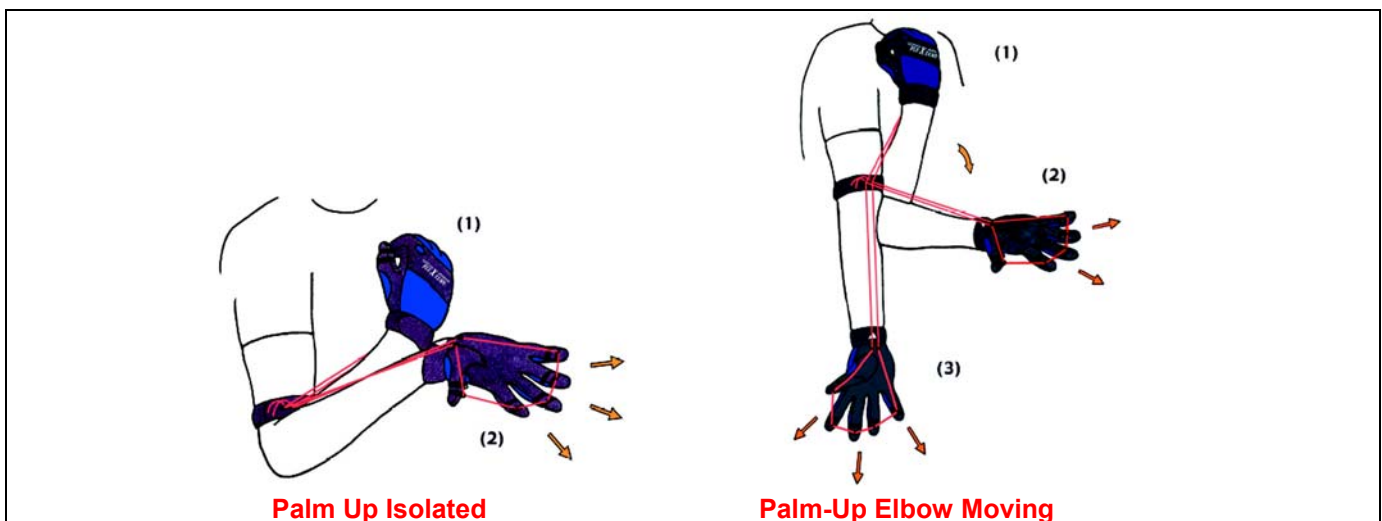 (1)
(2)
Palm Up Isolated
(1)
(2)
(3)
Palm-Up Elbow Moving